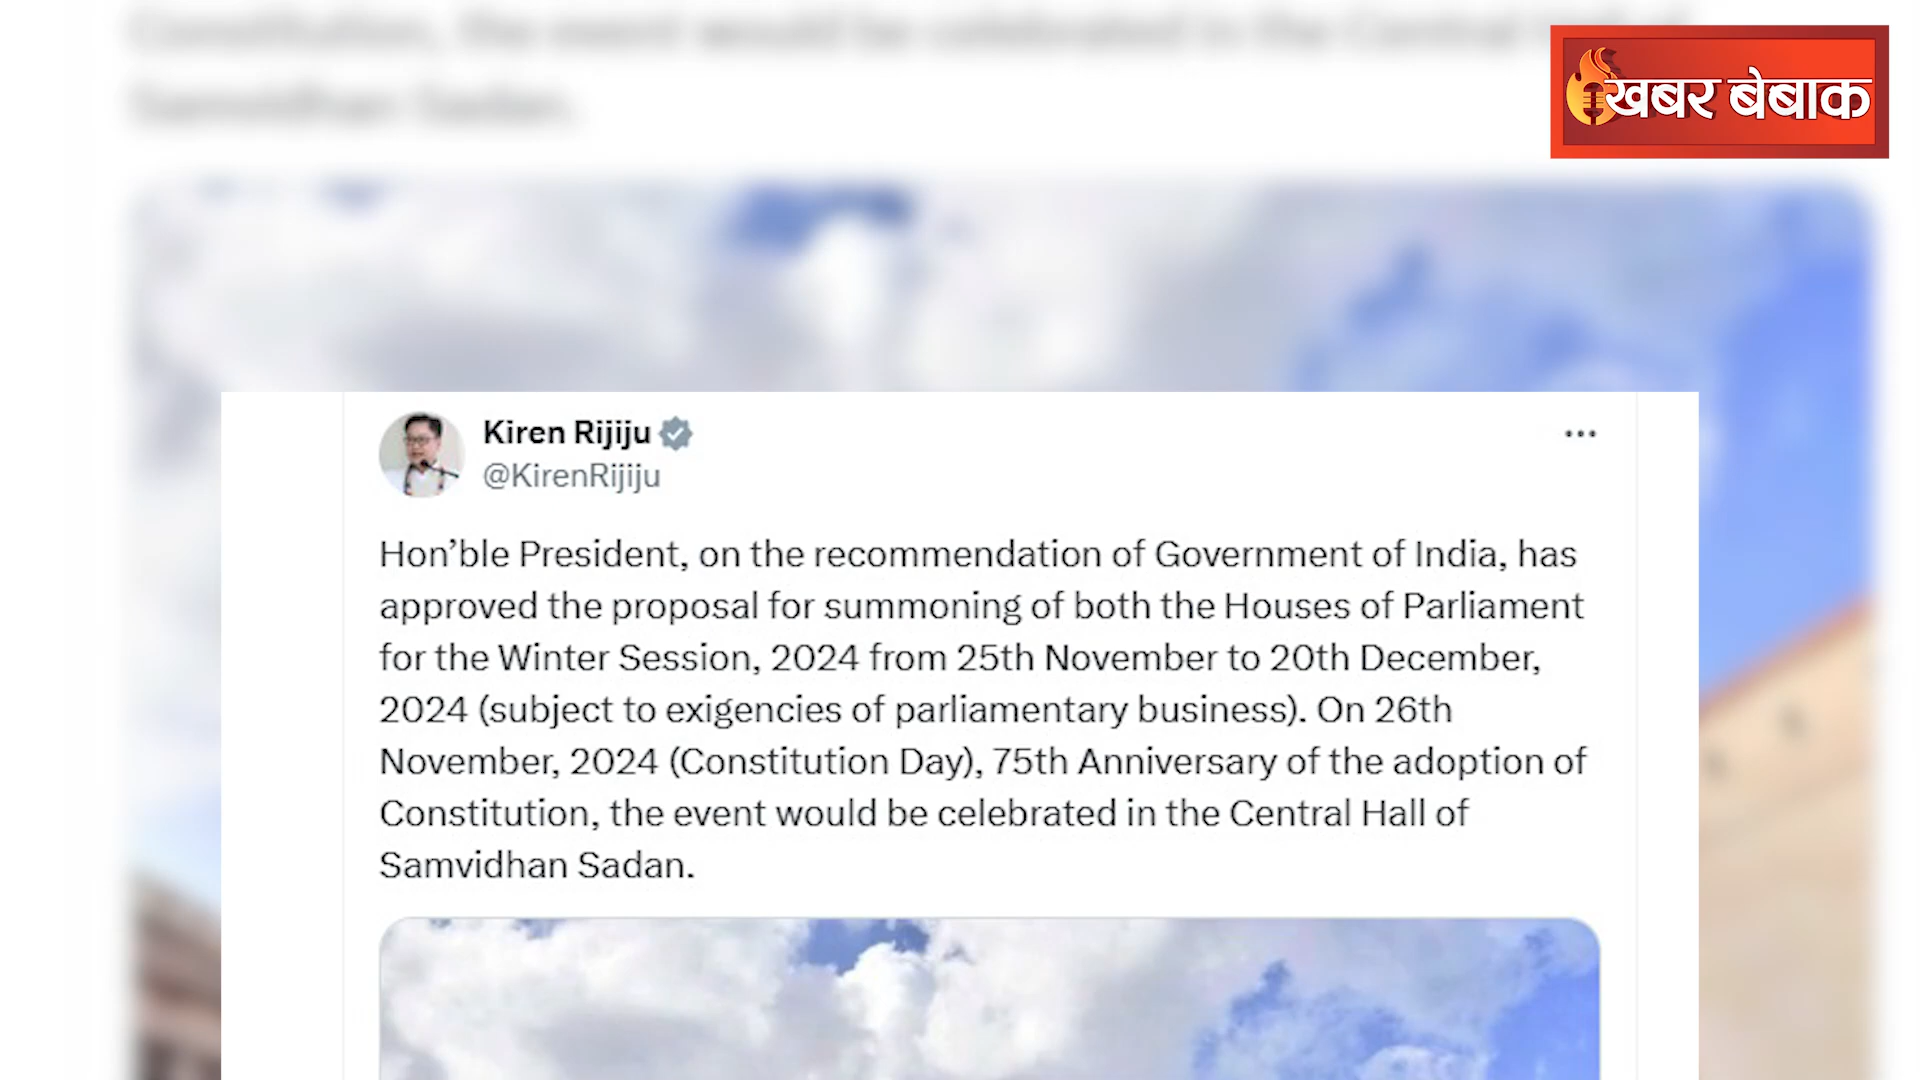 खबर बेबाक
Kiren Rijiju
@KirenRijiju
Hon’ble President, on the recommendation of Government of India, has
approved the proposal for summoning of both the Houses of Parliament
for the Winter Session, 2024 from 25th November to 20th December,
2024 (subject to exigencies of parliamentary business). On 26th
November, 2024 (Constitution Day), 75th Anniversary of the adoption of
Constitution, the event would be celebrated in the Central Hall of
Samvidhan Sadan.